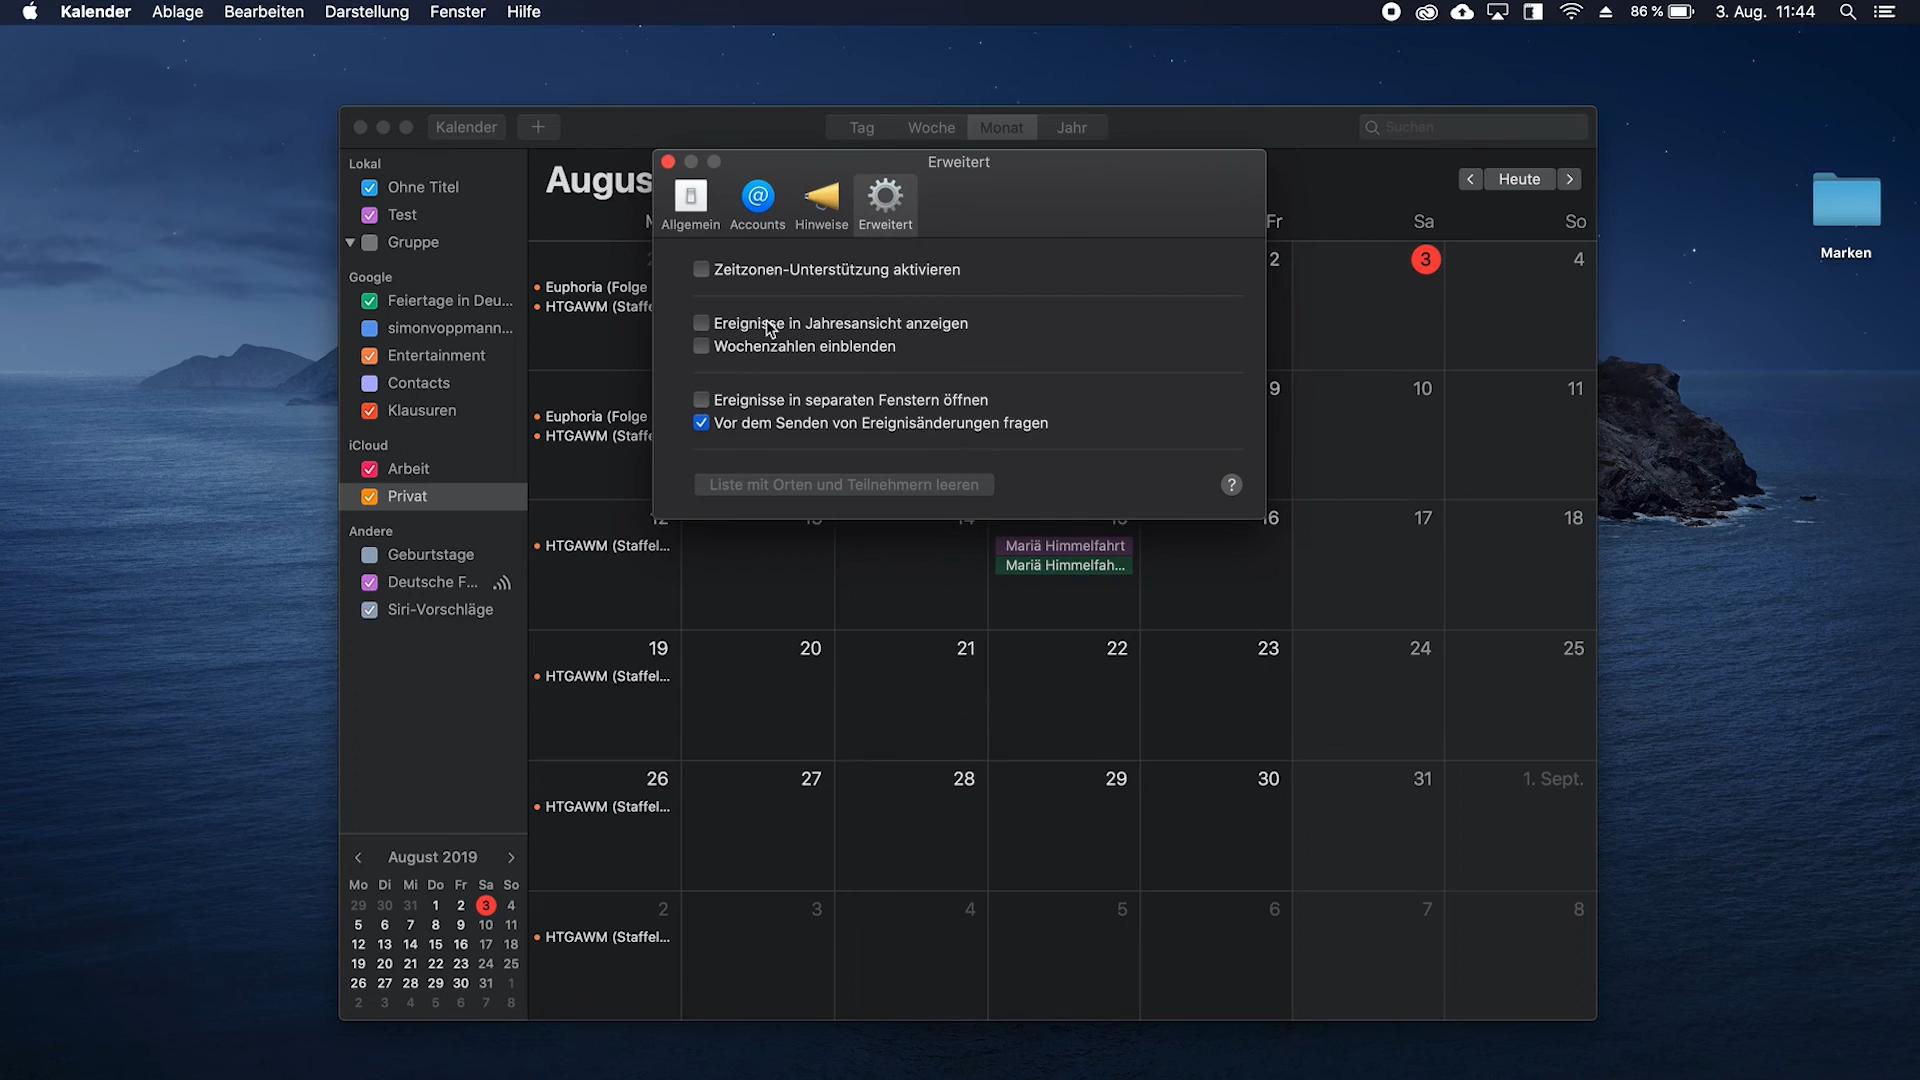 Kalender Ablage Bearbeiten Darstellung Fenster Hilfe
86 % 3. Aug. 11:44
Marken
Kalender + Tag Woche Monat Jahr Suchen
Lokal
Ohne Titel
Test
Gruppe
Google
Feiertage in Deu...
simonvoppmann...
Entertainment
Contacts
Klausuren
iCloud
Arbeit
Privat
Andere
Geburtstage
Deutsche F...
Siri-Vorschläge
August 2019
Mo Di Mi Do Fr Sa So
29 30 31 1 2 3 4
5 6 7 8 9 10 11
12 13 14 15 16 17 18
19 20 21 22 23 24 25
26 27 28 29 30 31 1
2 3 4 5 6 7 8
Erweitert
Allgemein Accounts Hinweise Erweitert
Zeitzonen-Unterstützung aktivieren
Ereignisse in Jahresansicht anzeigen
Wochenzahlen einblenden
Ereignisse in separaten Fenstern öffnen
Vor dem Senden von Ereignisänderungen fragen
Liste mit Orten und Teilnehmern leeren ?
Augus
< Heute >
Fr Sa So
2 3 4
Euphoria (Folge
HTGAWM (Staffe
9 10 11
Euphoria (Folge
HTGAWM (Staffe
12 13 14 15 16 17 18
HTGAWM (Staffel...
Mariä Himmelfahrt
Mariä Himmelfah...
19 20 21 22 23 24 25
HTGAWM (Staffel...
26 27 28 29 30 31 1. Sept.
HTGAWM (Staffel...
2 3 4 5 6 7 8
HTGAWM (Staffel...